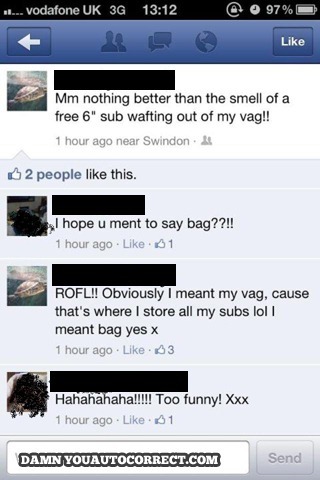 vodafone UK 3G 13:12 97%
Like
Mm nothing better than the smell of a
free 6" sub wafting out of my vag!!
1 hour ago near Swindon ·
2 people like this.
I hope u ment to say bag??!!
1 hour ago · Like · 1
ROFL!! Obviously I meant my vag, cause
that's where I store all my subs lol I
meant bag yes x
1 hour ago · Like · 3
Hahahahaha!!!!! Too funny! Xxx
1 hour ago · Like · 1
DAMNYOUAUTOCORRECT.COM
Send